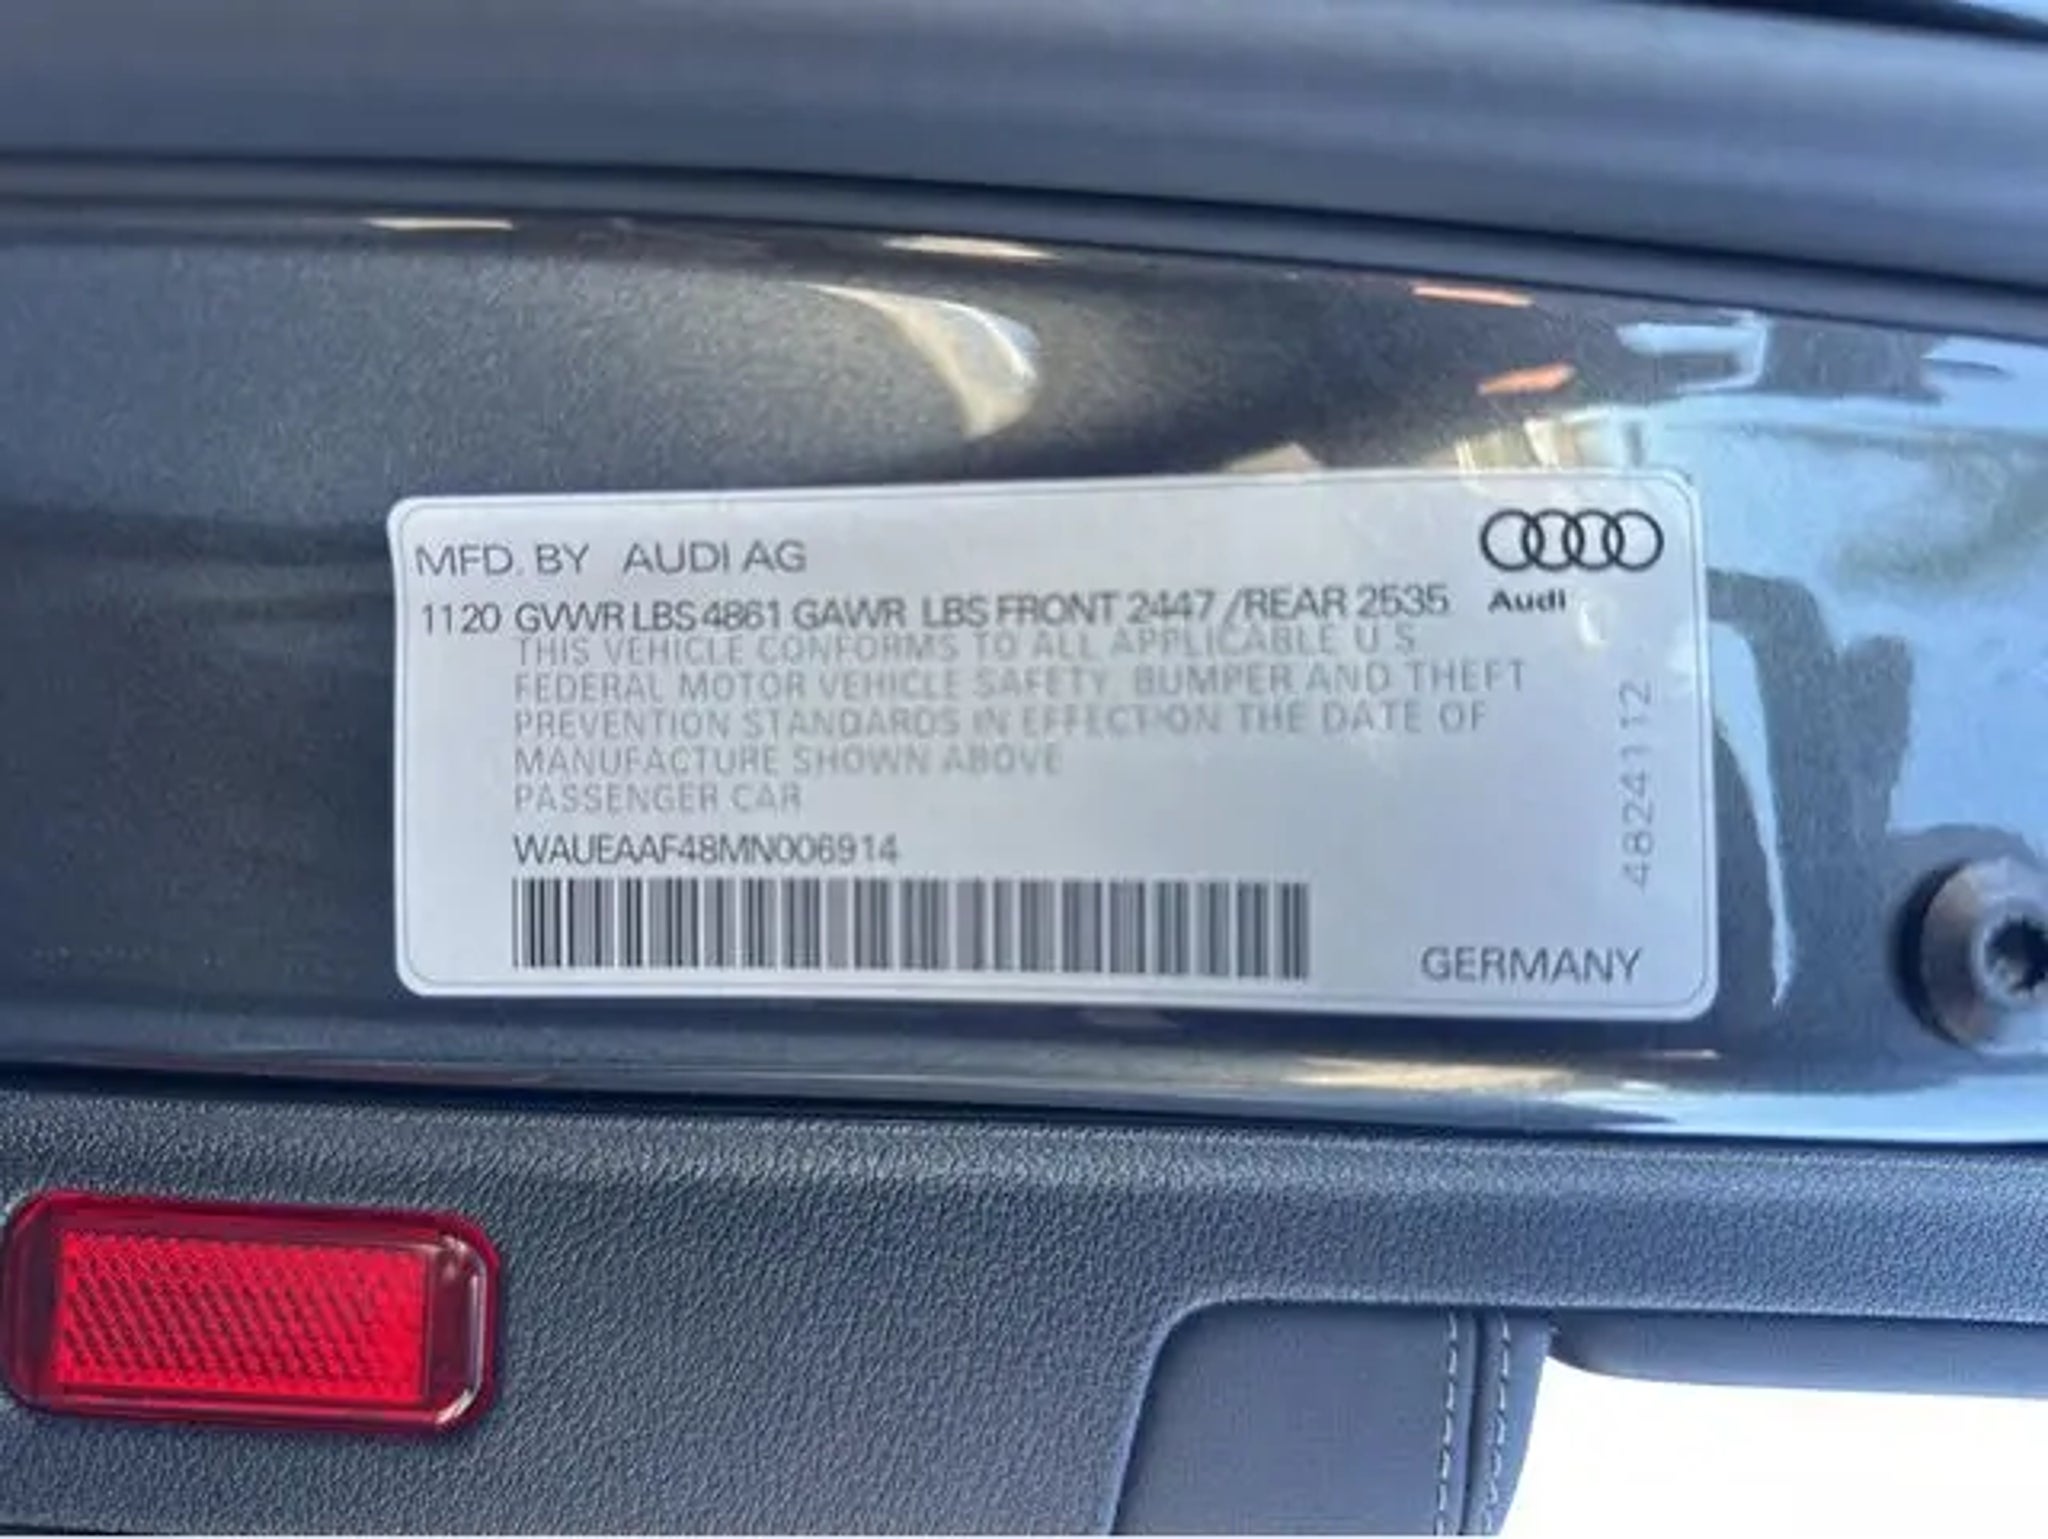 MFD. BY AUDI AG
Audi
1120 GVWR LBS 4861 GAWR LBS FRONT 2447 /REAR 2535
THIS VEHICLE CONFORMS TO ALL APPLICABLE U.S.
FEDERAL MOTOR VEHICLE SAFETY, BUMPER AND THEFT
PREVENTION STANDARDS IN EFFECT ON THE DATE OF
MANUFACTURE SHOWN ABOVE
PASSENGER CAR
WAUEAAF48MN006914
GERMANY
4824112